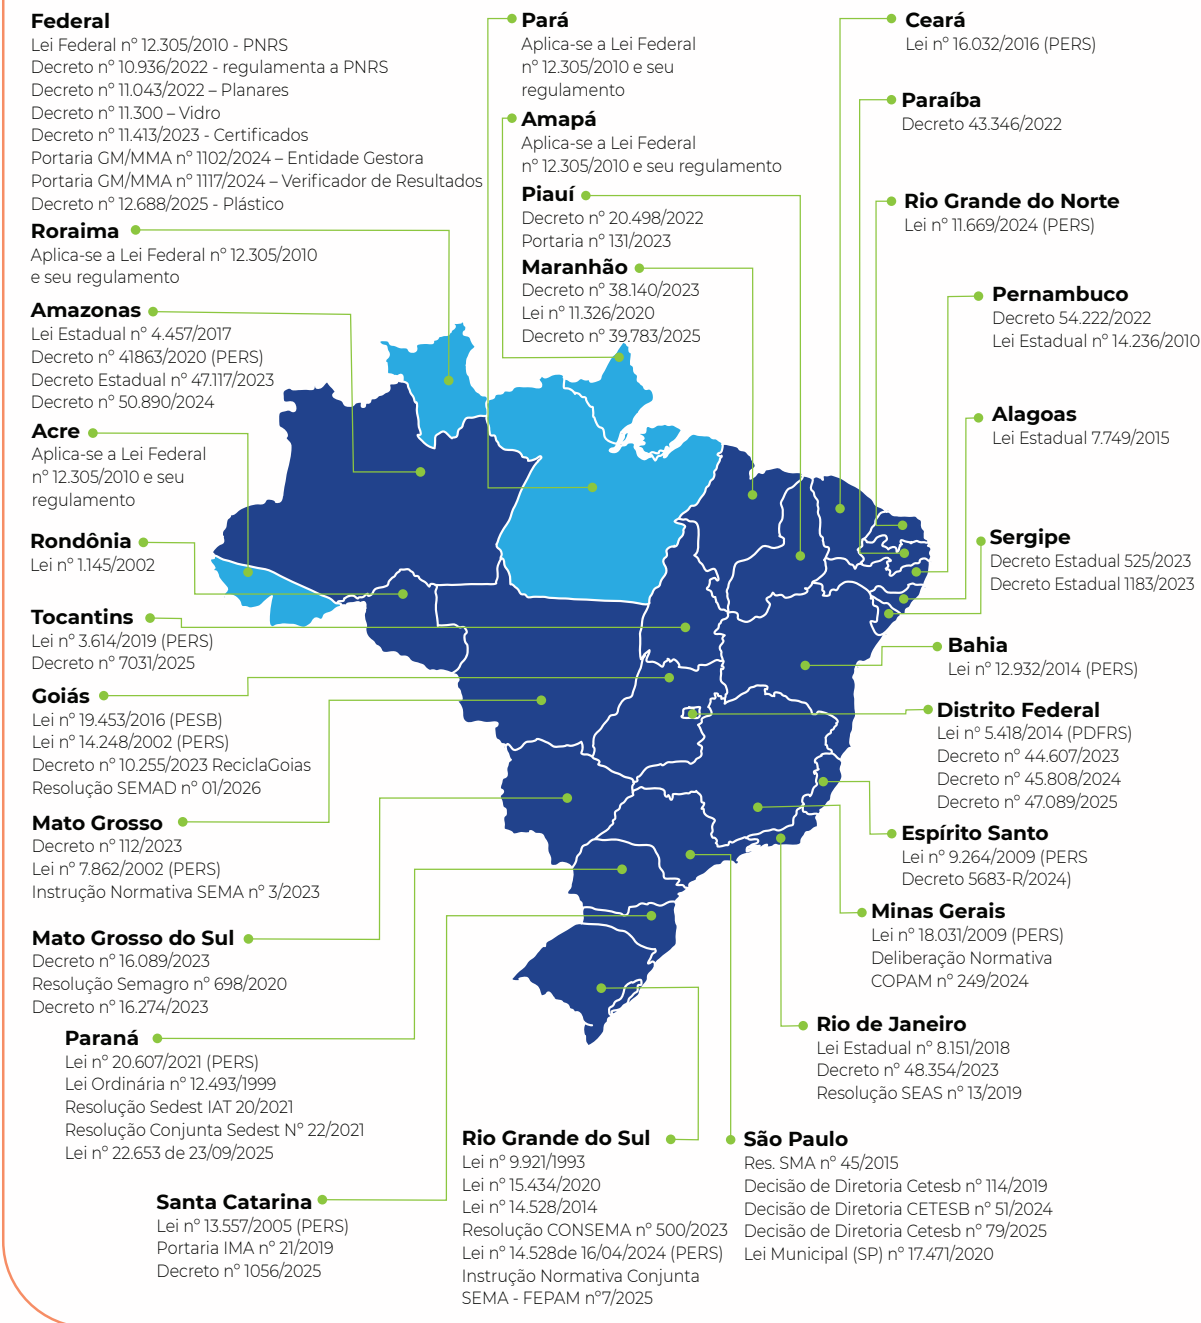 Federal
Lei Federal nº 12.305/2010 - PNRS
Decreto nº 10.936/2022 - regulamenta a PNRS
Decreto nº 11.043/2022 – Planares
Decreto nº 11.300 – Vidro
Decreto nº 11.413/2023 - Certificados
Portaria GM/MMA nº 1102/2024 – Entidade Gestora
Portaria GM/MMA nº 1117/2024 – Verificador de Resultados
Decreto nº 12.688/2025 - Plástico
Roraima
Aplica-se a Lei Federal nº 12.305/2010
e seu regulamento
Amazonas
Lei Estadual nº 4.457/2017
Decreto nº 41863/2020 (PERS)
Decreto Estadual nº 47.117/2023
Decreto nº 50.890/2024
Acre
Aplica-se a Lei Federal
nº 12.305/2010 e seu
regulamento
Rondônia
Lei nº 1.145/2002
Tocantins
Lei nº 3.614/2019 (PERS)
Decreto nº 7031/2025
Goiás
Lei nº 19.453/2016 (PESB)
Lei nº 14.248/2002 (PERS)
Decreto nº 10.255/2023 ReciclaGoias
Resolução SEMAD nº 01/2026
Mato Grosso
Decreto nº 112/2023
Lei nº 7.862/2002 (PERS)
Instrução Normativa SEMA nº 3/2023
Mato Grosso do Sul
Decreto nº 16.089/2023
Resolução Semagro nº 698/2020
Decreto nº 16.274/2023
Paraná
Lei nº 20.607/2021 (PERS)
Lei Ordinária nº 12.493/1999
Resolução Sedest IAT 20/2021
Resolução Conjunta Sedest Nº 22/2021
Lei nº 22.653 de 23/09/2025
Santa Catarina
Lei nº 13.557/2005 (PERS)
Portaria IMA nº 21/2019
Decreto nº 1056/2025
Pará
Aplica-se a Lei Federal
nº 12.305/2010 e seu
regulamento
Amapá
Aplica-se a Lei Federal
nº 12.305/2010 e seu regulamento
Piauí
Decreto nº 20.498/2022
Portaria nº 131/2023
Maranhão
Decreto nº 38.140/2023
Lei nº 11.326/2020
Decreto nº 39.783/2025
Rio Grande do Sul
Lei nº 9.921/1993
Lei nº 15.434/2020
Lei nº 14.528/2014
Resolução CONSEMA nº 500/2023
Lei nº 14.528de 16/04/2024 (PERS)
Instrução Normativa Conjunta
SEMA - FEPAM nº7/2025
Ceará
Lei nº 16.032/2016 (PERS)
Paraíba
Decreto 43.346/2022
Rio Grande do Norte
Lei nº 11.669/2024 (PERS)
Pernambuco
Decreto 54.222/2022
Lei Estadual nº 14.236/2010
Alagoas
Lei Estadual 7.749/2015
Sergipe
Decreto Estadual 525/2023
Decreto Estadual 1183/2023
Bahia
Lei nº 12.932/2014 (PERS)
Distrito Federal
Lei nº 5.418/2014 (PDFRS)
Decreto nº 44.607/2023
Decreto nº 45.808/2024
Decreto nº 47.089/2025
Espírito Santo
Lei nº 9.264/2009 (PERS
Decreto 5683-R/2024)
Minas Gerais
Lei nº 18.031/2009 (PERS)
Deliberação Normativa
COPAM nº 249/2024
Rio de Janeiro
Lei Estadual nº 8.151/2018
Decreto nº 48.354/2023
Resolução SEAS nº 13/2019
São Paulo
Res. SMA nº 45/2015
Decisão de Diretoria Cetesb nº 114/2019
Decisão de Diretoria CETESB nº 51/2024
Decisão de Diretoria Cetesb nº 79/2025
Lei Municipal (SP) nº 17.471/2020